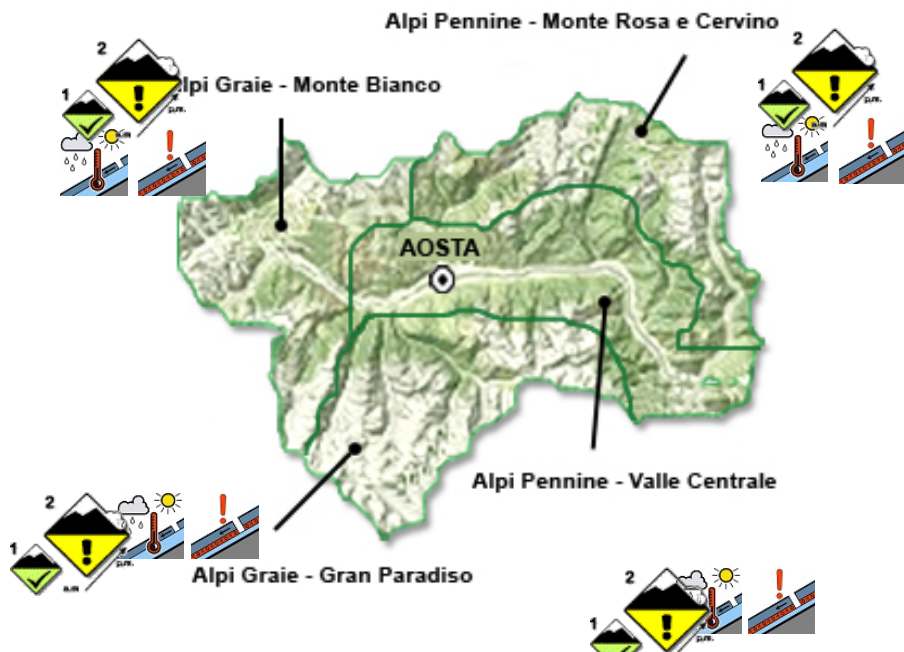 Alpi Pennine - Monte Rosa e Cervino
2
1
a.m
p.m.
lpi Graie - Monte Bianco
2
1
p.m.
AOSTA
Alpi Pennine - Valle Centrale
2
1
a.m
p.m.
Alpi Graie - Gran Paradiso
2
1
p.m.